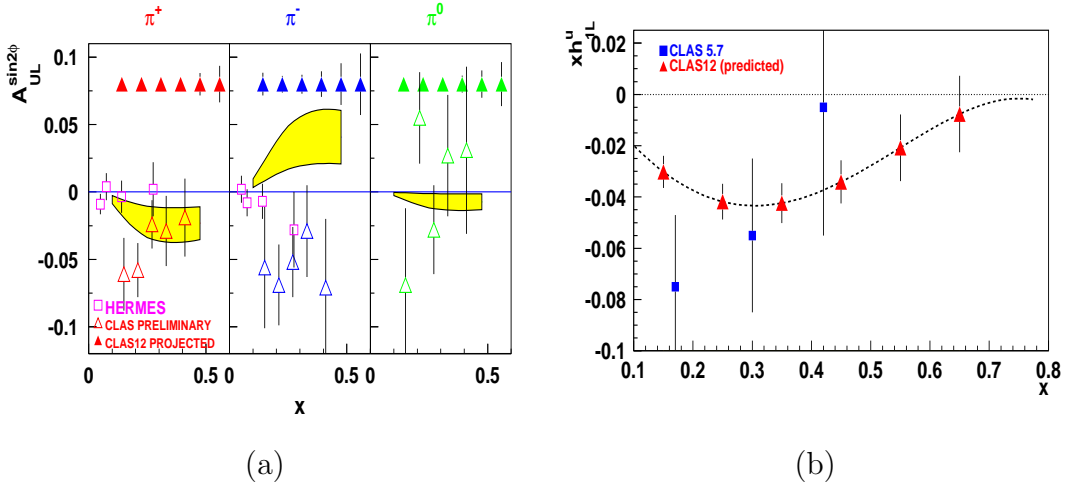 π+ π- π0
A_UL^sin2φ
0.1
0.05
0
-0.05
-0.1
HERMES
CLAS PRELIMINARY
CLAS12 PROJECTED
0 0.5 0 0.5 0 0.5
x
(a)
xh_1L^⊥u
CLAS 5.7
CLAS12 (predicted)
0.02
0
-0.02
-0.04
-0.06
-0.08
-0.1
0.1 0.2 0.3 0.4 0.5 0.6 0.7 0.8
x
(b)